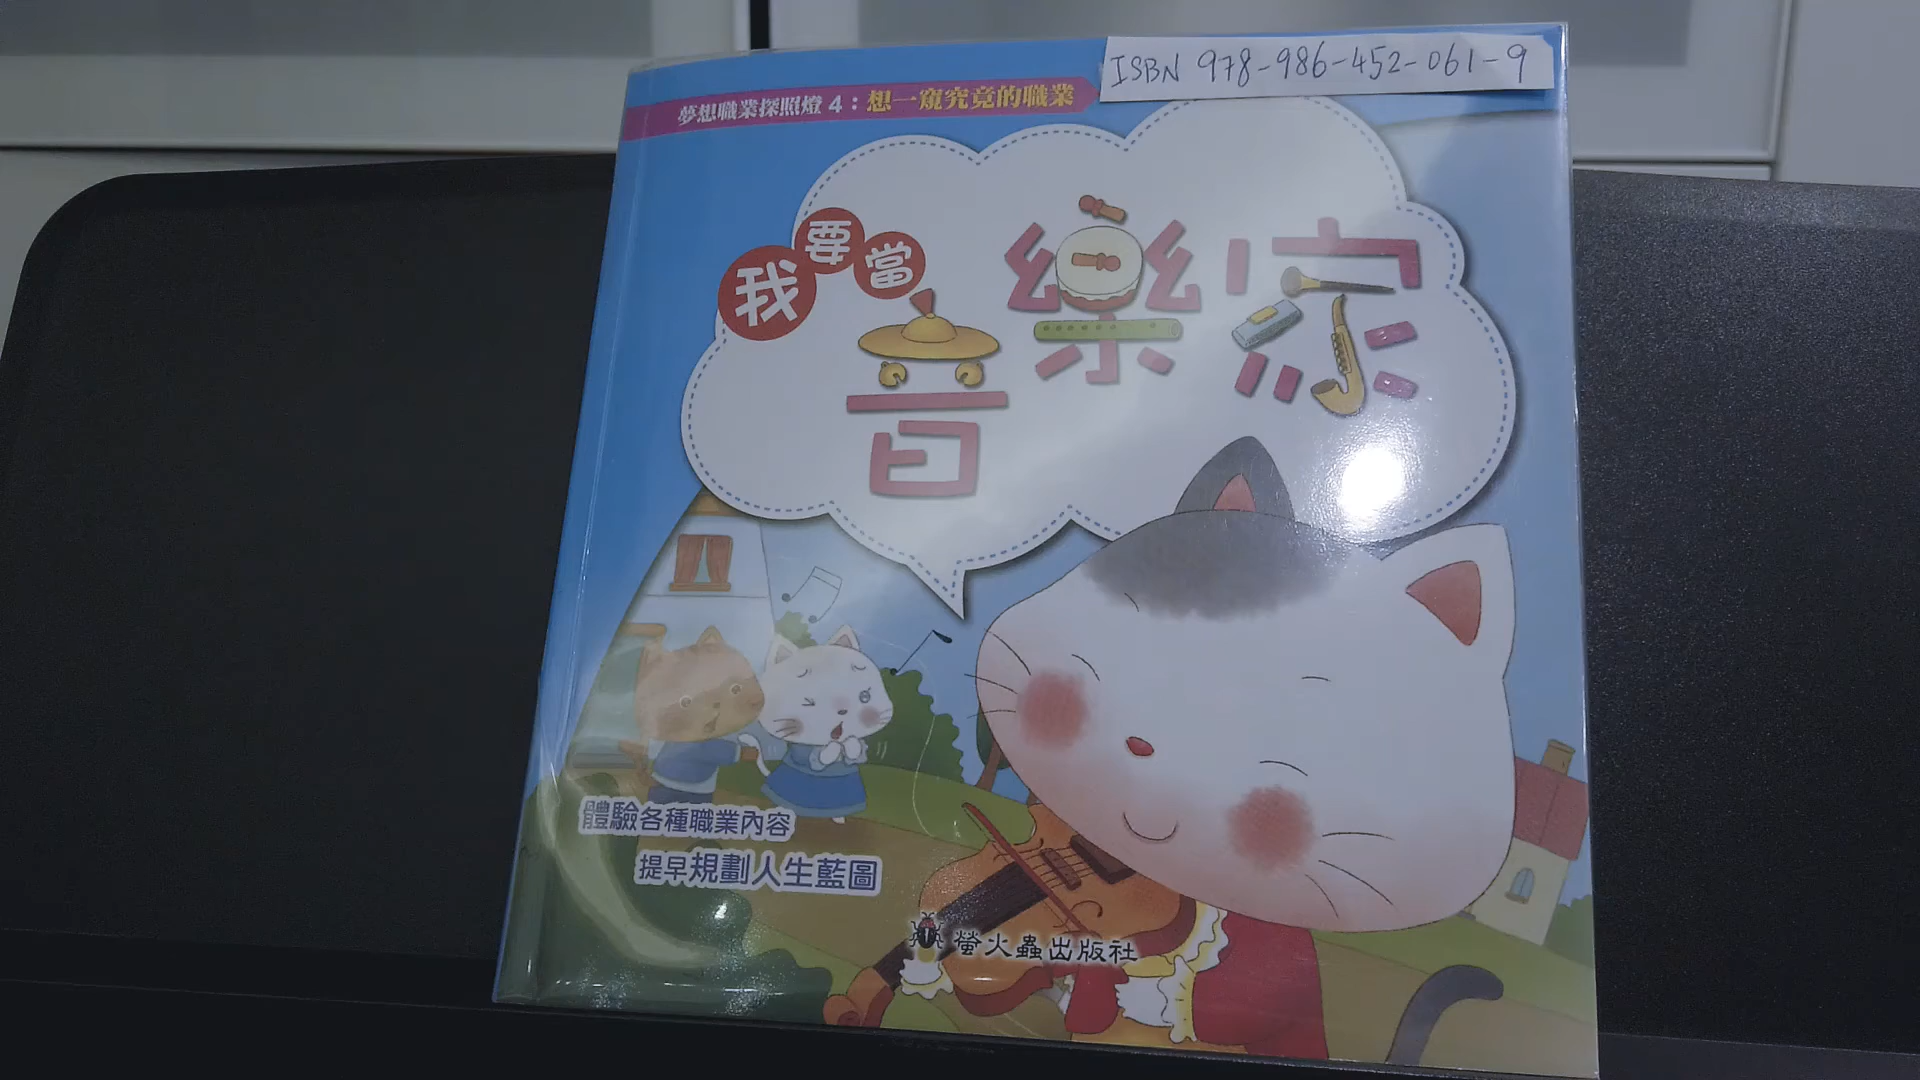 ISBN 978-986-452-061-9
夢想職業探照燈 4：想一窺究竟的職業
我要當
音樂家
體驗各種職業內容
提早規劃人生藍圖
螢火蟲出版社